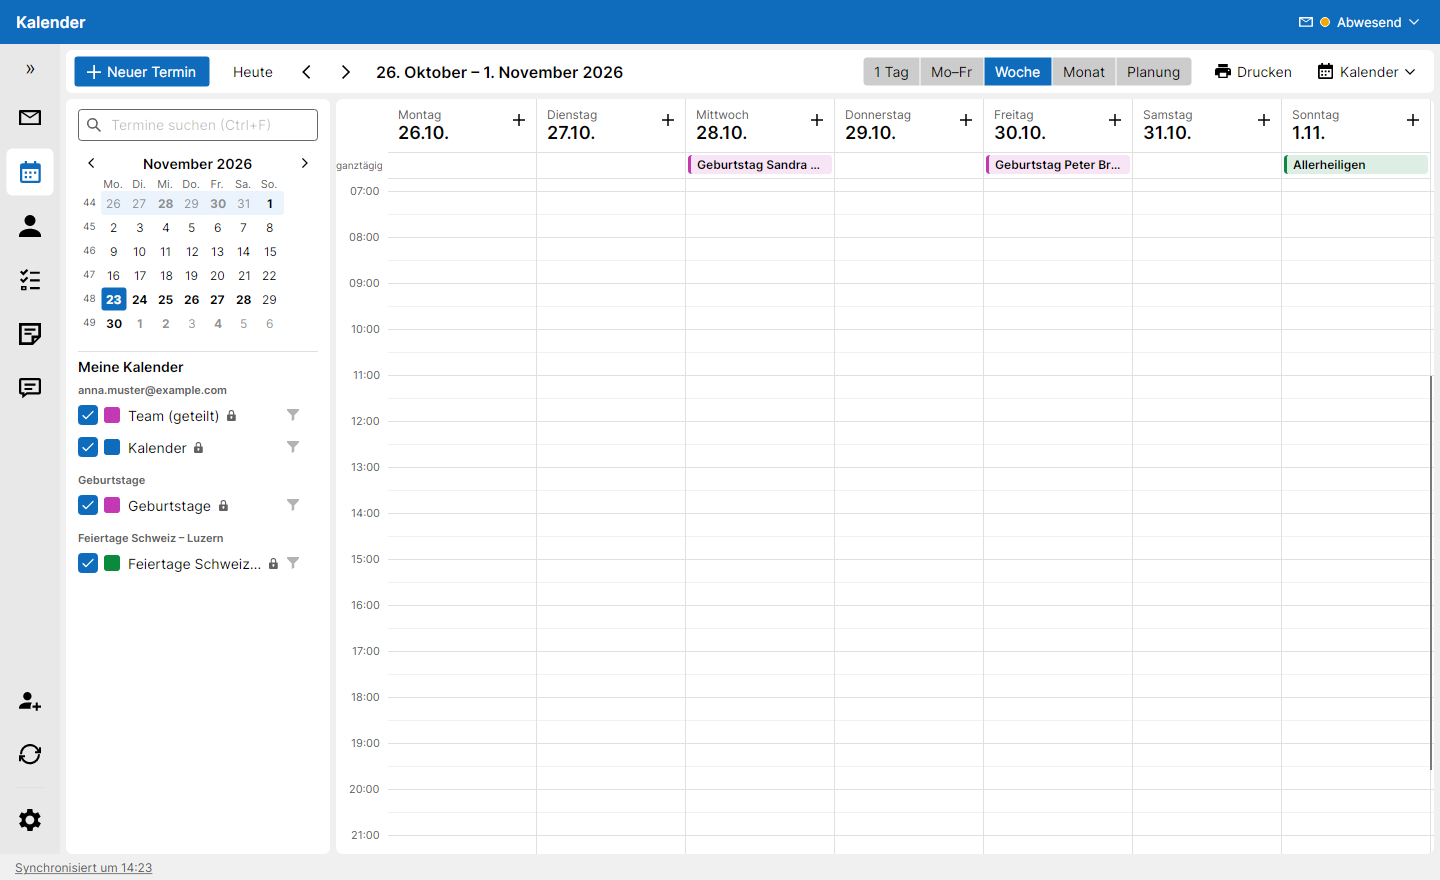 Kalender
Abwesend
Neuer Termin
Heute
26. Oktober – 1. November 2026
1 Tag
Mo–Fr
Woche
Monat
Planung
Drucken
Kalender
Termine suchen (Ctrl+F)
November 2026
Mo. Di. Mi. Do. Fr. Sa. So.
44 26 27 28 29 30 31 1
45 2 3 4 5 6 7 8
46 9 10 11 12 13 14 15
47 16 17 18 19 20 21 22
48 23 24 25 26 27 28 29
49 30 1 2 3 4 5 6
Meine Kalender
anna.muster@example.com
Team (geteilt)
Kalender
Geburtstage
Geburtstage
Feiertage Schweiz – Luzern
Feiertage Schweiz...
Montag
26.10.
Dienstag
27.10.
Mittwoch
28.10.
Donnerstag
29.10.
Freitag
30.10.
Samstag
31.10.
Sonntag
1.11.
ganztägig
Geburtstag Sandra ...
Geburtstag Peter Br...
Allerheiligen
07:00
08:00
09:00
10:00
11:00
12:00
13:00
14:00
15:00
16:00
17:00
18:00
19:00
20:00
21:00
Synchronisiert um 14:23